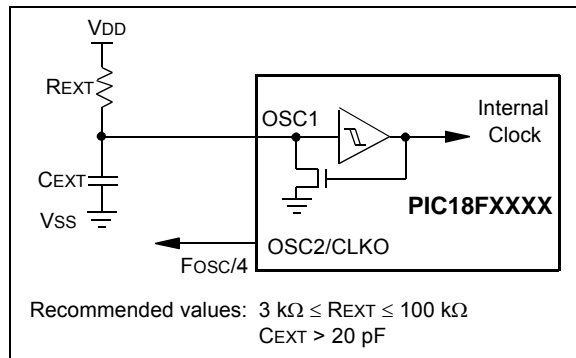 VDD
REXT
OSC1
Internal
Clock
CEXT
PIC18FXXXX
VSS
OSC2/CLKO
FOSC/4
Recommended values: 3 kΩ ≤ REXT ≤ 100 kΩ
CEXT > 20 pF